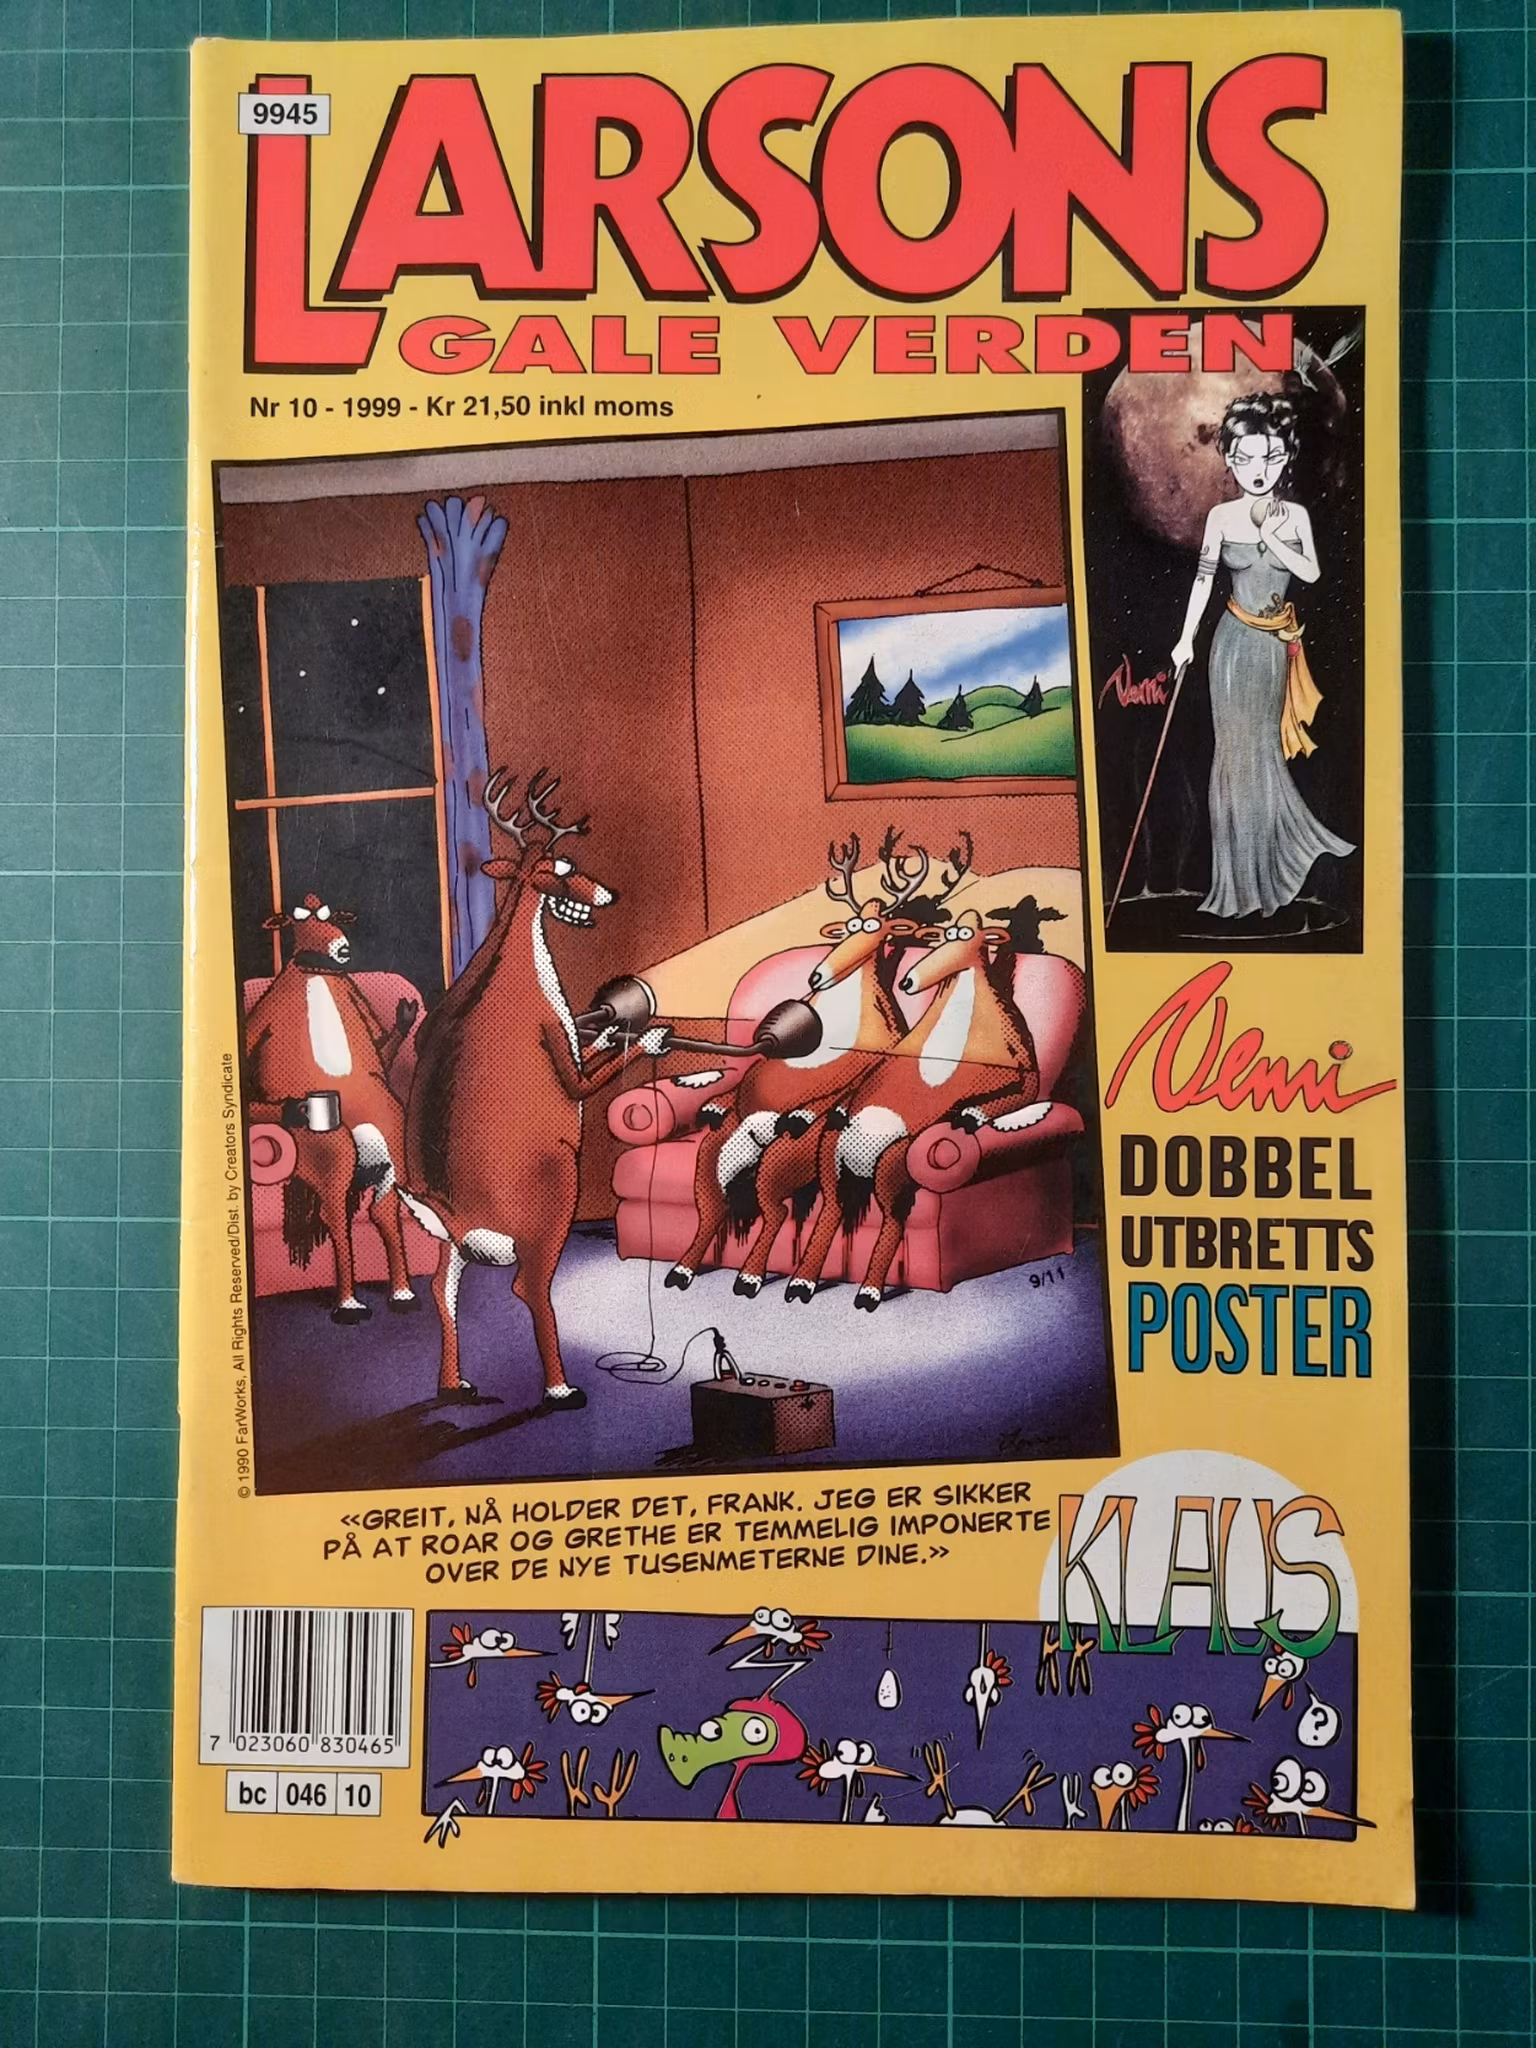 9945
LARSONS
GALE VERDEN
Nr 10 - 1999 - Kr 21,50 inkl moms
Nemi
Nemi
DOBBEL
UTBRETTS
POSTER
9/11
Larson
© 1990 FarWorks, All Rights Reserved/Dist. by Creators Syndicate
«GREIT, NÅ HOLDER DET, FRANK. JEG ER SIKKER
PÅ AT ROAR OG GRETHE ER TEMMELIG IMPONERTE
OVER DE NYE TUSENMETERNE DINE.»
KLAUS
?
7 023060 830465
bc 046 10